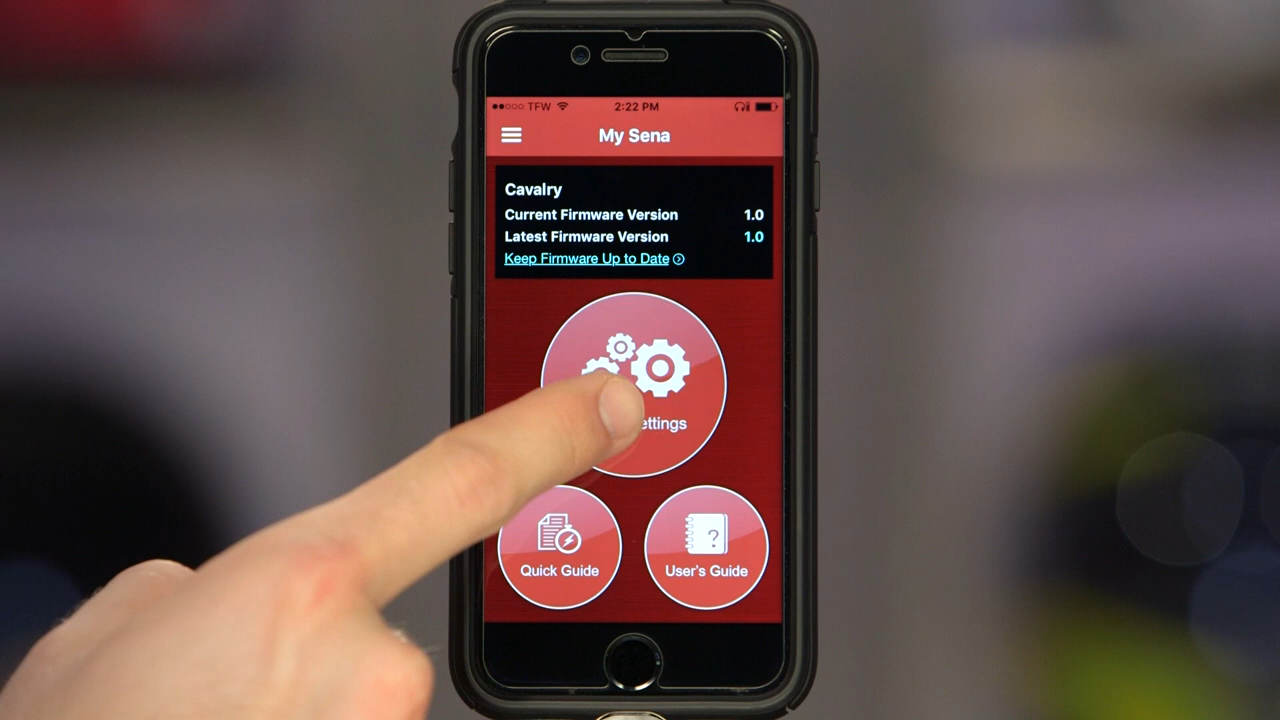 TFW 2:22 PM
My Sena
Cavalry
Current Firmware Version 1.0
Latest Firmware Version 1.0
Keep Firmware Up to Date
ettings
Quick Guide
?
User's Guide